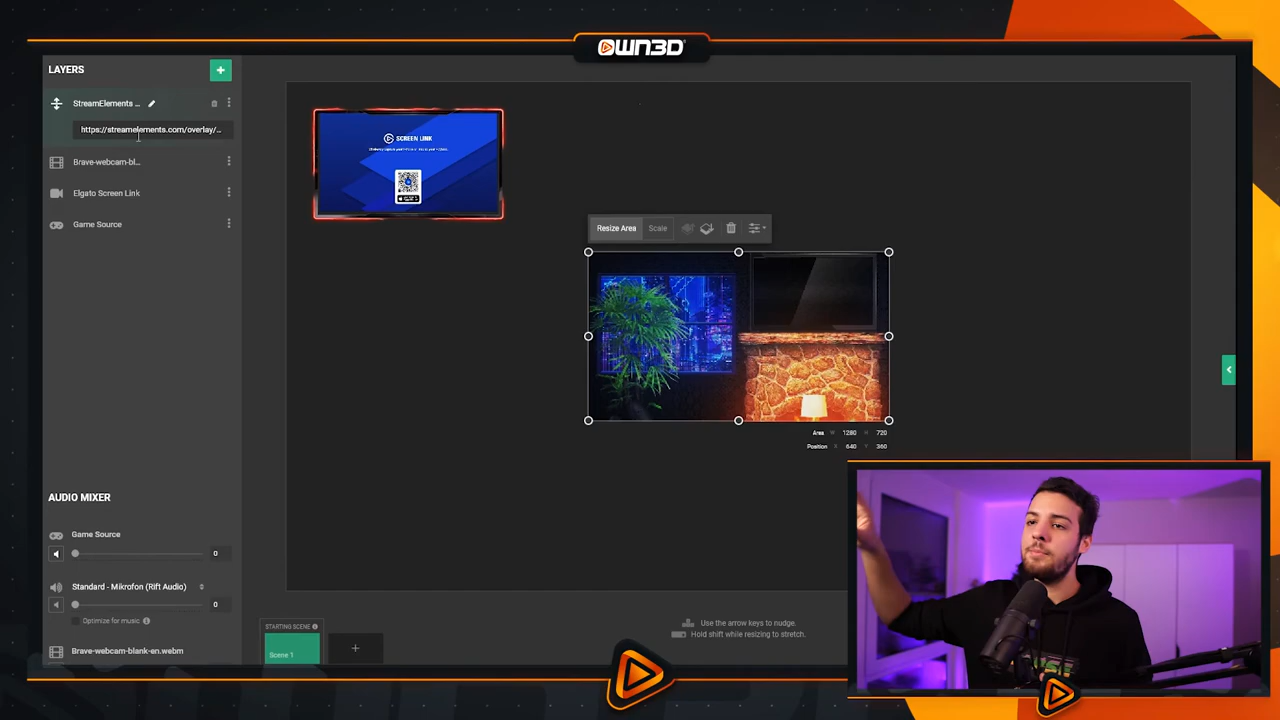 OWN3D
LAYERS
StreamElements ...
https://streamelements.com/overlay/...
Brave-webcam-bl...
Elgato Screen Link
Game Source
SCREEN LINK
Resize Area
Scale
Area W 1280 H 720
Position X 640 Y 360
AUDIO MIXER
Game Source
0
Standard - Mikrofon (Rift Audio)
0
Optimize for music
Brave-webcam-blank-en.webm
STARTING SCENE
Scene 1
Use the arrow keys to nudge.
Hold shift while resizing to stretch.